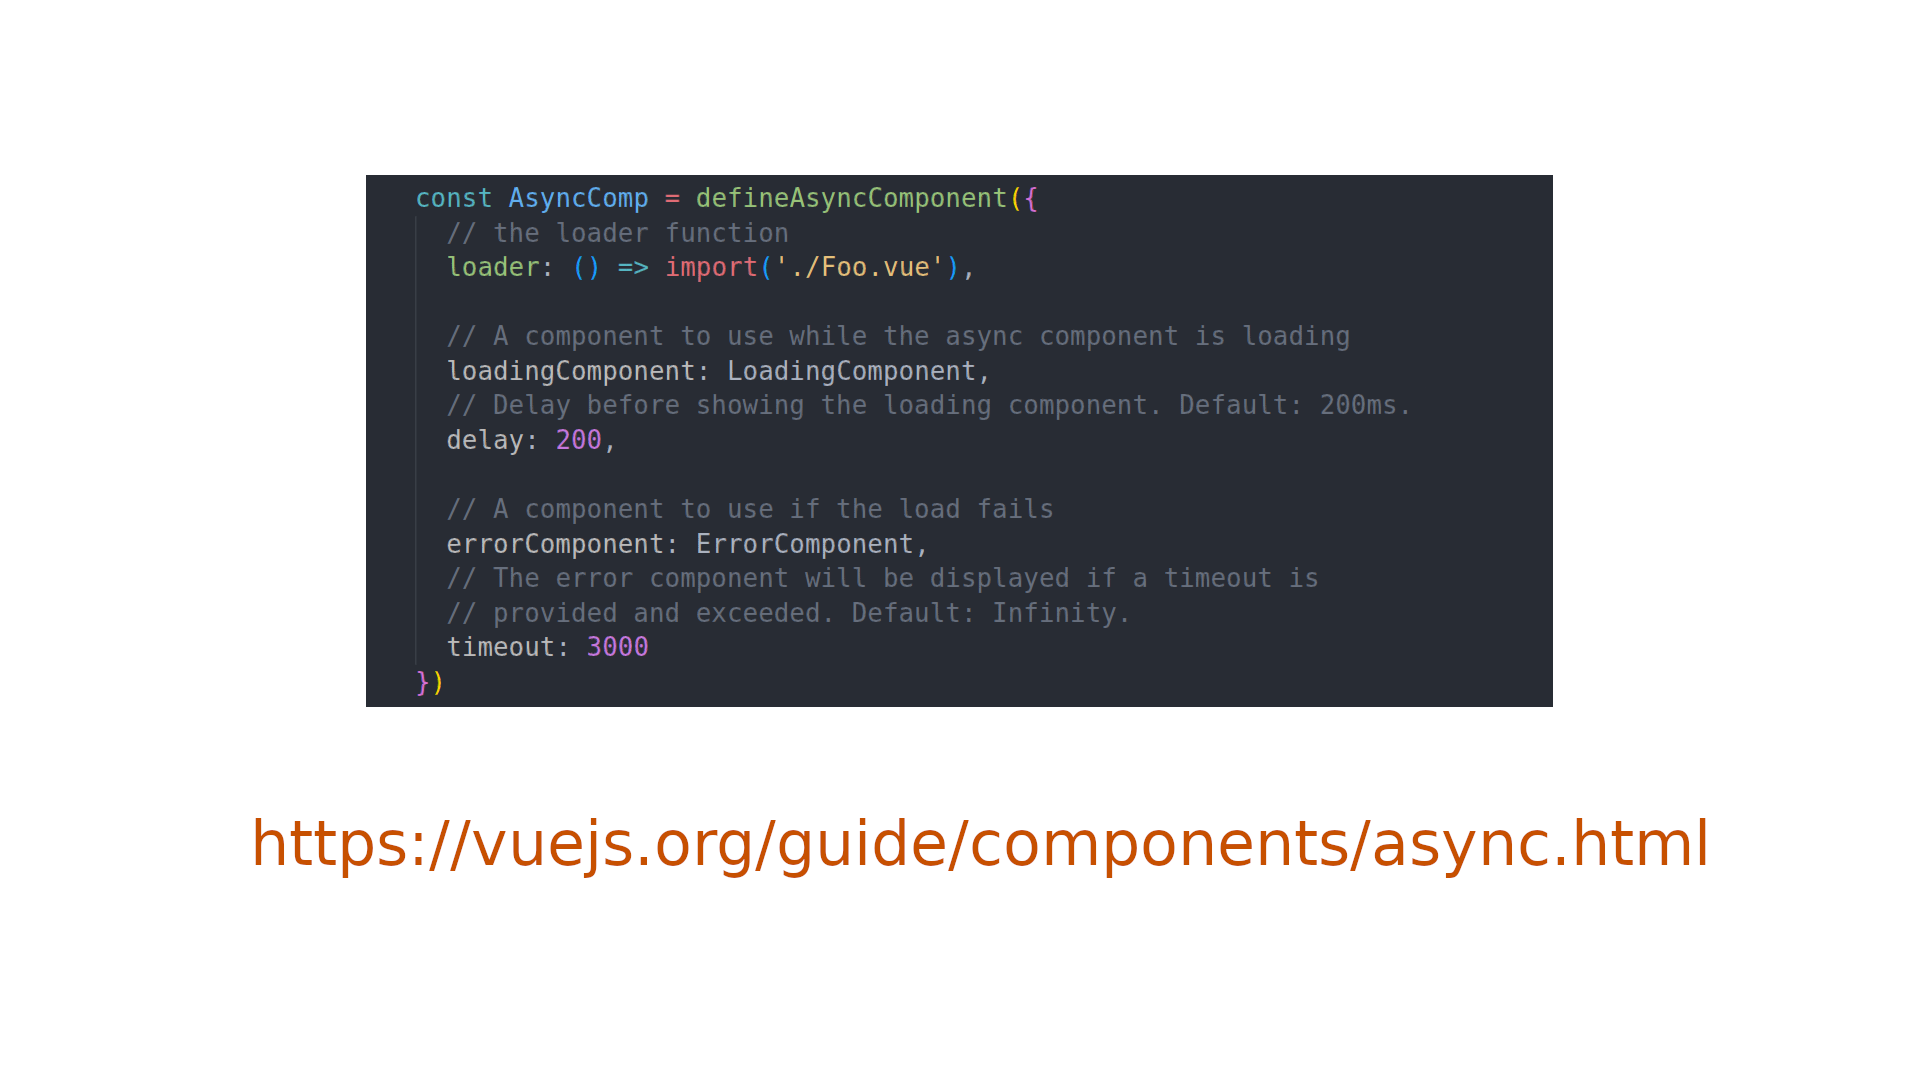 const AsyncComp = defineAsyncComponent({
  // the loader function
  loader: () => import('./Foo.vue'),

  // A component to use while the async component is loading
  loadingComponent: LoadingComponent,
  // Delay before showing the loading component. Default: 200ms.
  delay: 200,

  // A component to use if the load fails
  errorComponent: ErrorComponent,
  // The error component will be displayed if a timeout is
  // provided and exceeded. Default: Infinity.
  timeout: 3000
})
https://vuejs.org/guide/components/async.html